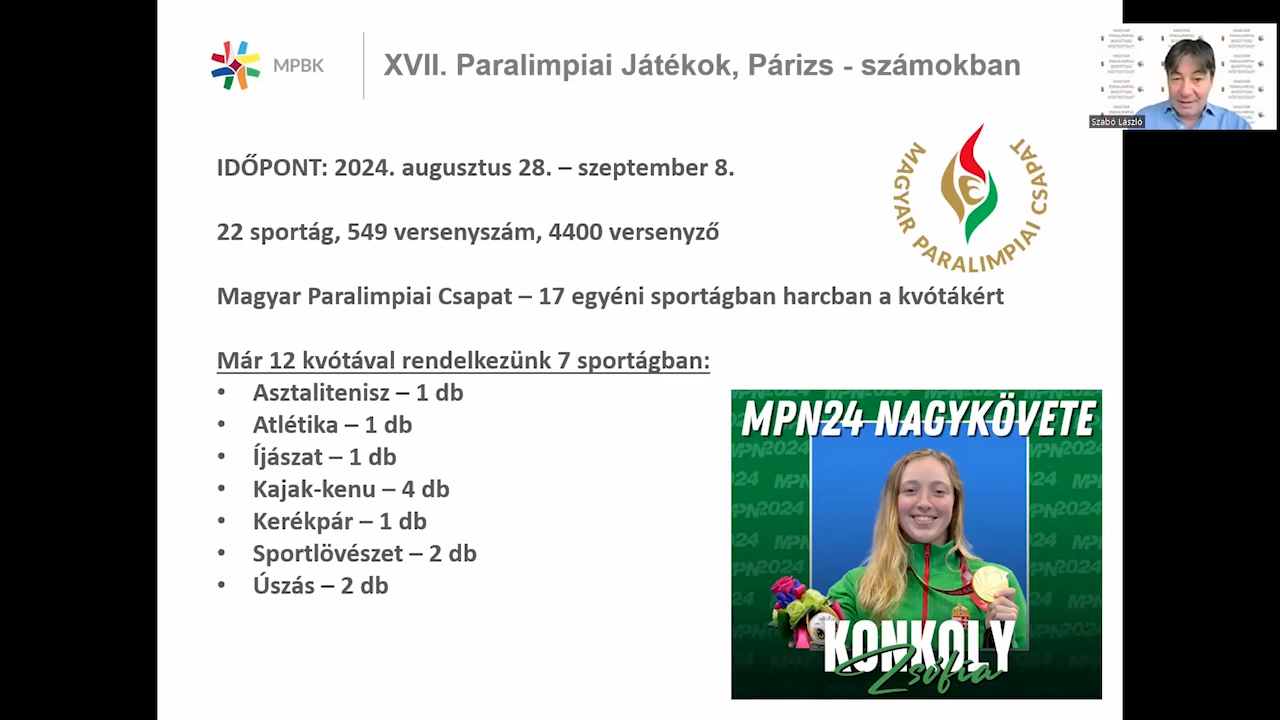 MPBK
XVII. Paralimpiai Játékok, Párizs - számokban
Szabó László
MAGYAR PARALIMPIAI CSAPAT
IDŐPONT: 2024. augusztus 28. – szeptember 8.
22 sportág, 549 versenyszám, 4400 versenyző
Magyar Paralimpiai Csapat – 17 egyéni sportágban harcban a kvótákért
Már 12 kvótával rendelkezünk 7 sportágban:
• Asztalitenisz – 1 db
• Atlétika – 1 db
• Íjászat – 1 db
• Kajak-kenu – 4 db
• Kerékpár – 1 db
• Sportlövészet – 2 db
• Úszás – 2 db
MPN24 NAGYKÖVETE
KONKOLY
Zsófia